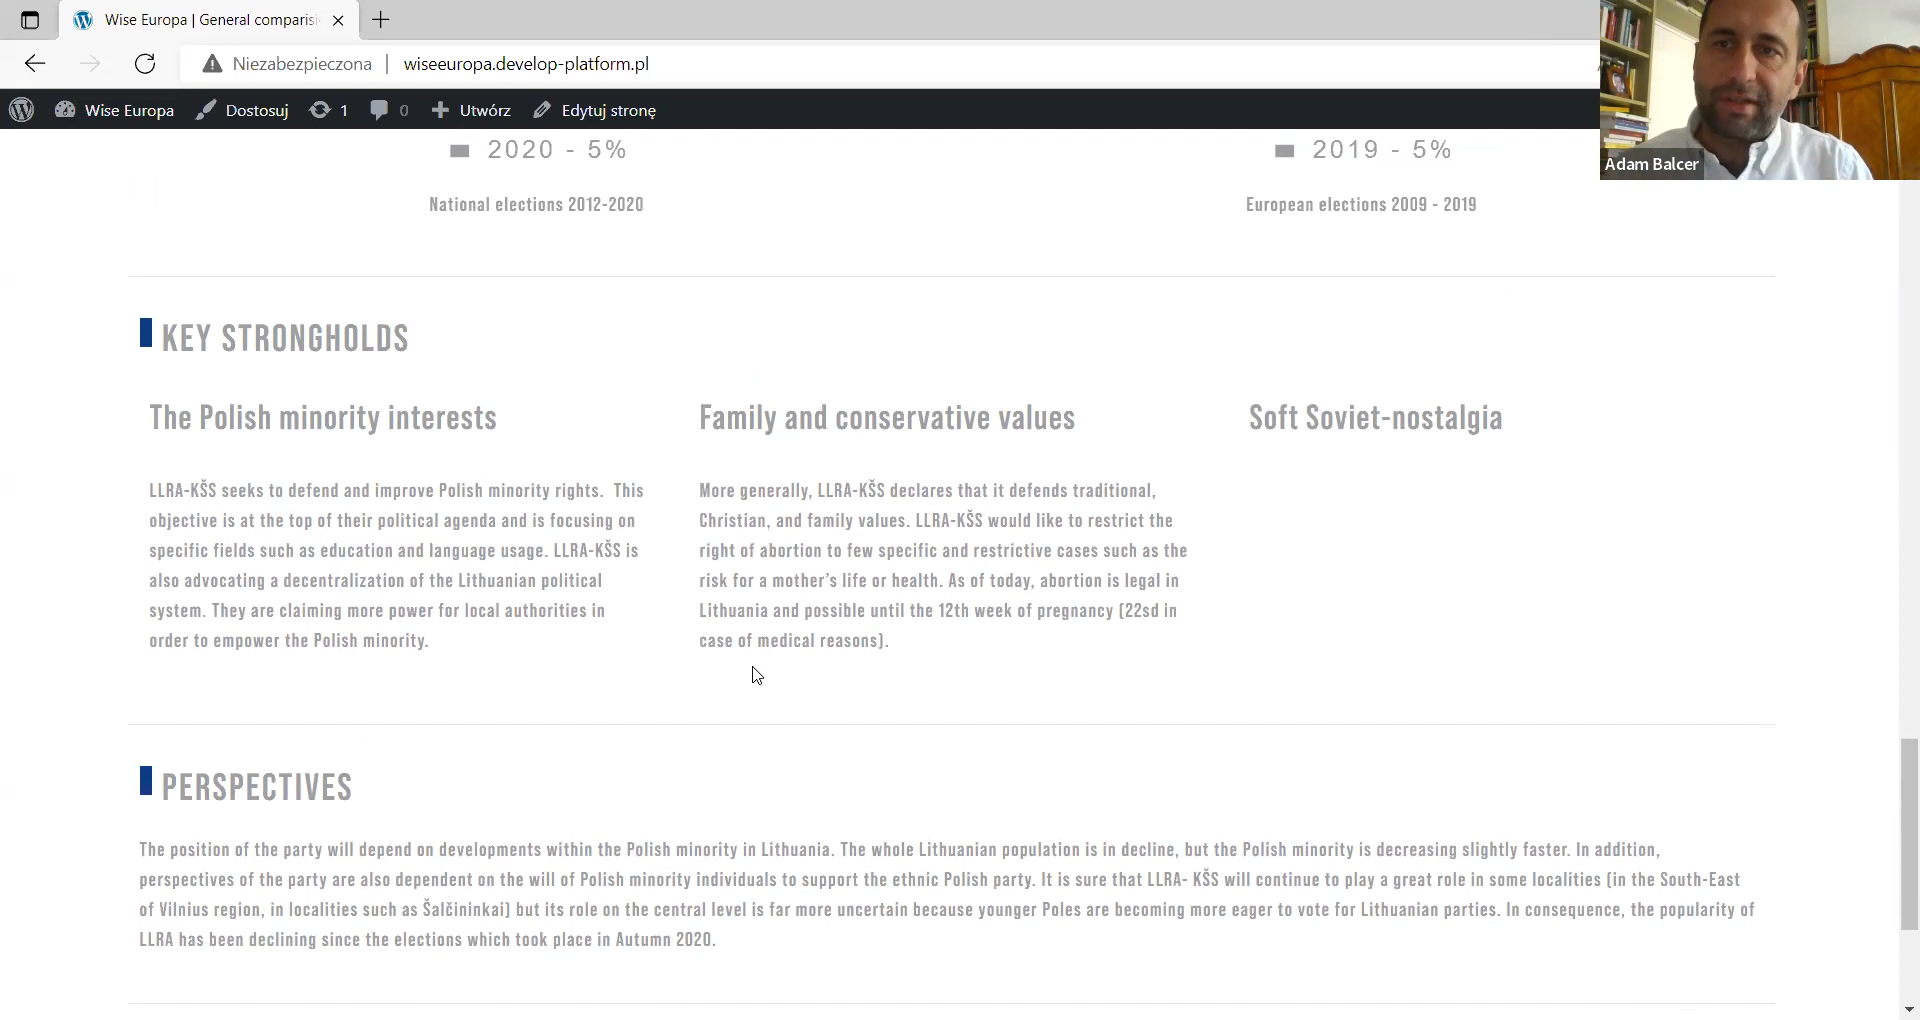 Wise Europa | General comparisi
Niezabezpieczona
wiseeuropa.develop-platform.pl
Wise Europa
Dostosuj
1
0
Utwórz
Edytuj stronę
Adam Balcer
2020 - 5%
2019 - 5%
National elections 2012-2020
European elections 2009 - 2019
KEY STRONGHOLDS
The Polish minority interests
LLRA-KŠS seeks to defend and improve Polish minority rights. This
objective is at the top of their political agenda and is focusing on
specific fields such as education and language usage. LLRA-KŠS is
also advocating a decentralization of the Lithuanian political
system. They are claiming more power for local authorities in
order to empower the Polish minority.
Family and conservative values
More generally, LLRA-KŠS declares that it defends traditional,
Christian, and family values. LLRA-KŠS would like to restrict the
right of abortion to few specific and restrictive cases such as the
risk for a mother’s life or health. As of today, abortion is legal in
Lithuania and possible until the 12th week of pregnancy (22sd in
case of medical reasons).
Soft Soviet-nostalgia
PERSPECTIVES
The position of the party will depend on developments within the Polish minority in Lithuania. The whole Lithuanian population is in decline, but the Polish minority is decreasing slightly faster. In addition,
perspectives of the party are also dependent on the will of Polish minority individuals to support the ethnic Polish party. It is sure that LLRA- KŠS will continue to play a great role in some localities (in the South-East
of Vilnius region, in localities such as Šalčininkai) but its role on the central level is far more uncertain because younger Poles are becoming more eager to vote for Lithuanian parties. In consequence, the popularity of
LLRA has been declining since the elections which took place in Autumn 2020.